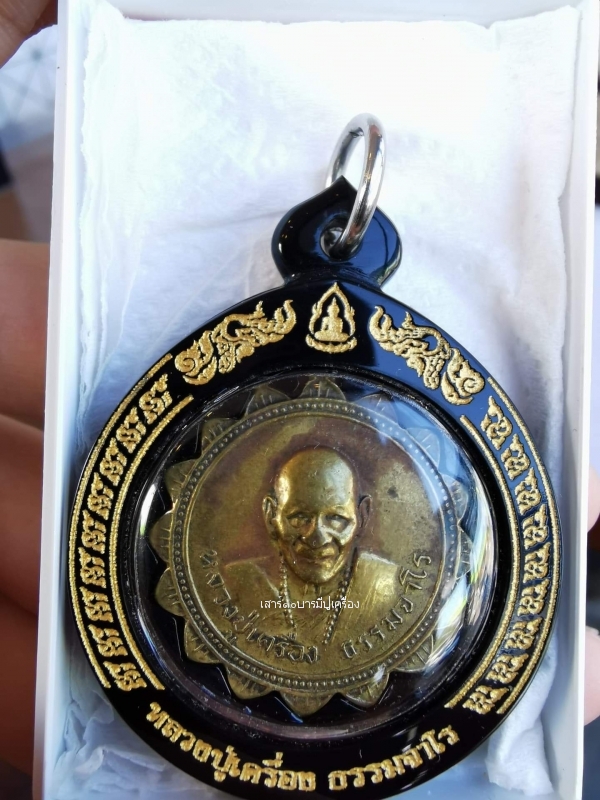 เสาร์๕บารมีปู่เครื่อง
หลวงปู่เครื่อง ธรรมจาโร
หลวงปู่เครื่อง ธรรมจาโร